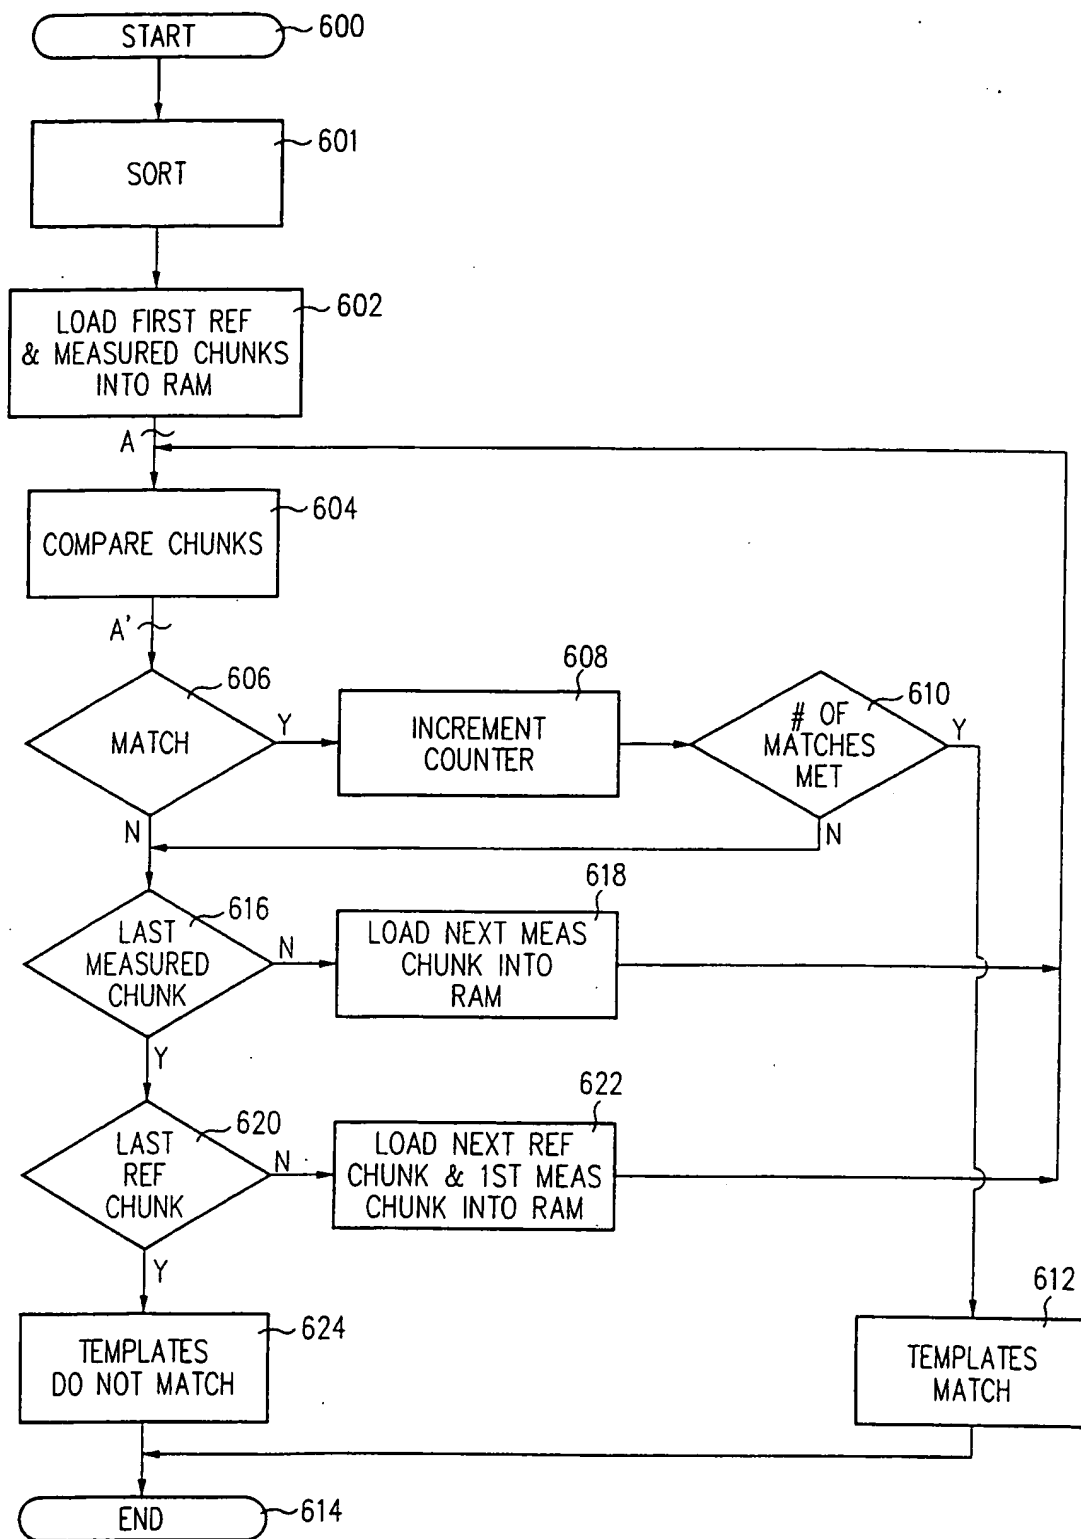 START
600
SORT
601
LOAD FIRST REF
& MEASURED CHUNKS
INTO RAM
602
A
COMPARE CHUNKS
604
A'
MATCH
606
Y
N
INCREMENT
COUNTER
608
# OF
MATCHES
MET
610
Y
N
LAST
MEASURED
CHUNK
616
N
Y
LOAD NEXT MEAS
CHUNK INTO
RAM
618
LAST
REF
CHUNK
620
N
Y
LOAD NEXT REF
CHUNK & 1ST MEAS
CHUNK INTO RAM
622
TEMPLATES
DO NOT MATCH
624
TEMPLATES
MATCH
612
END
614